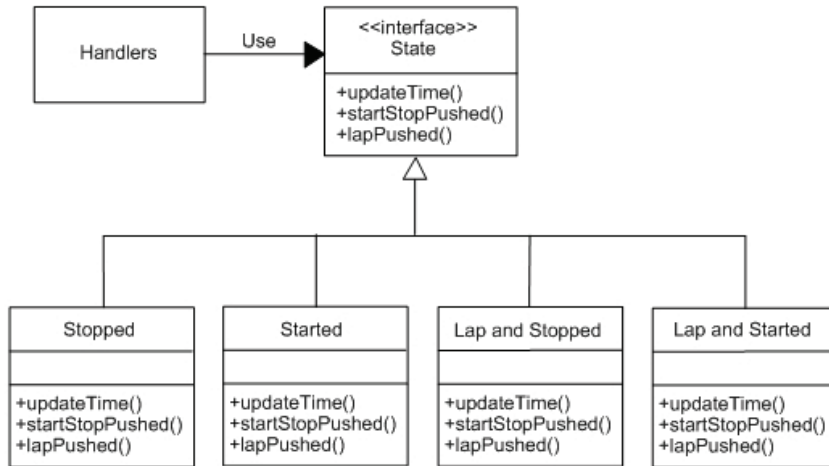 Handlers
Use
<<interface>>
State
+updateTime()
+startStopPushed()
+lapPushed()
Stopped
+updateTime()
+startStopPushed()
+lapPushed()
Started
+updateTime()
+startStopPushed()
+lapPushed()
Lap and Stopped
+updateTime()
+startStopPushed()
+lapPushed()
Lap and Started
+updateTime()
+startStopPushed()
+lapPushed()